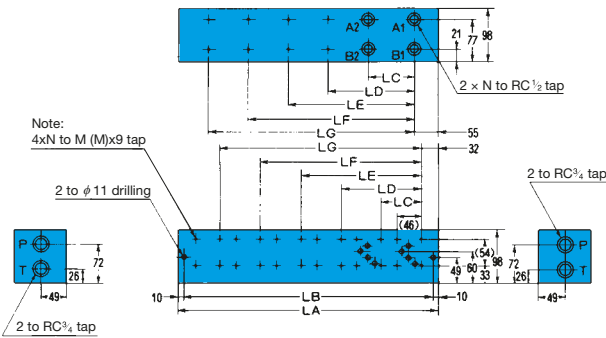 A2 A1
B2 B1
21
77
98
LC
LD
LE
LF
LG
2 × N to RC½ tap
55
32
Note:
4xN to M (M)x9 tap
2 to φ11 drilling
LG
LF
LE
LD
LC
(46)
2 to RC¾ tap
P
T
72
26
49
2 to RC¾ tap
10
LB
10
LA
49
60
(54)
33
98
P
T
72
26
49